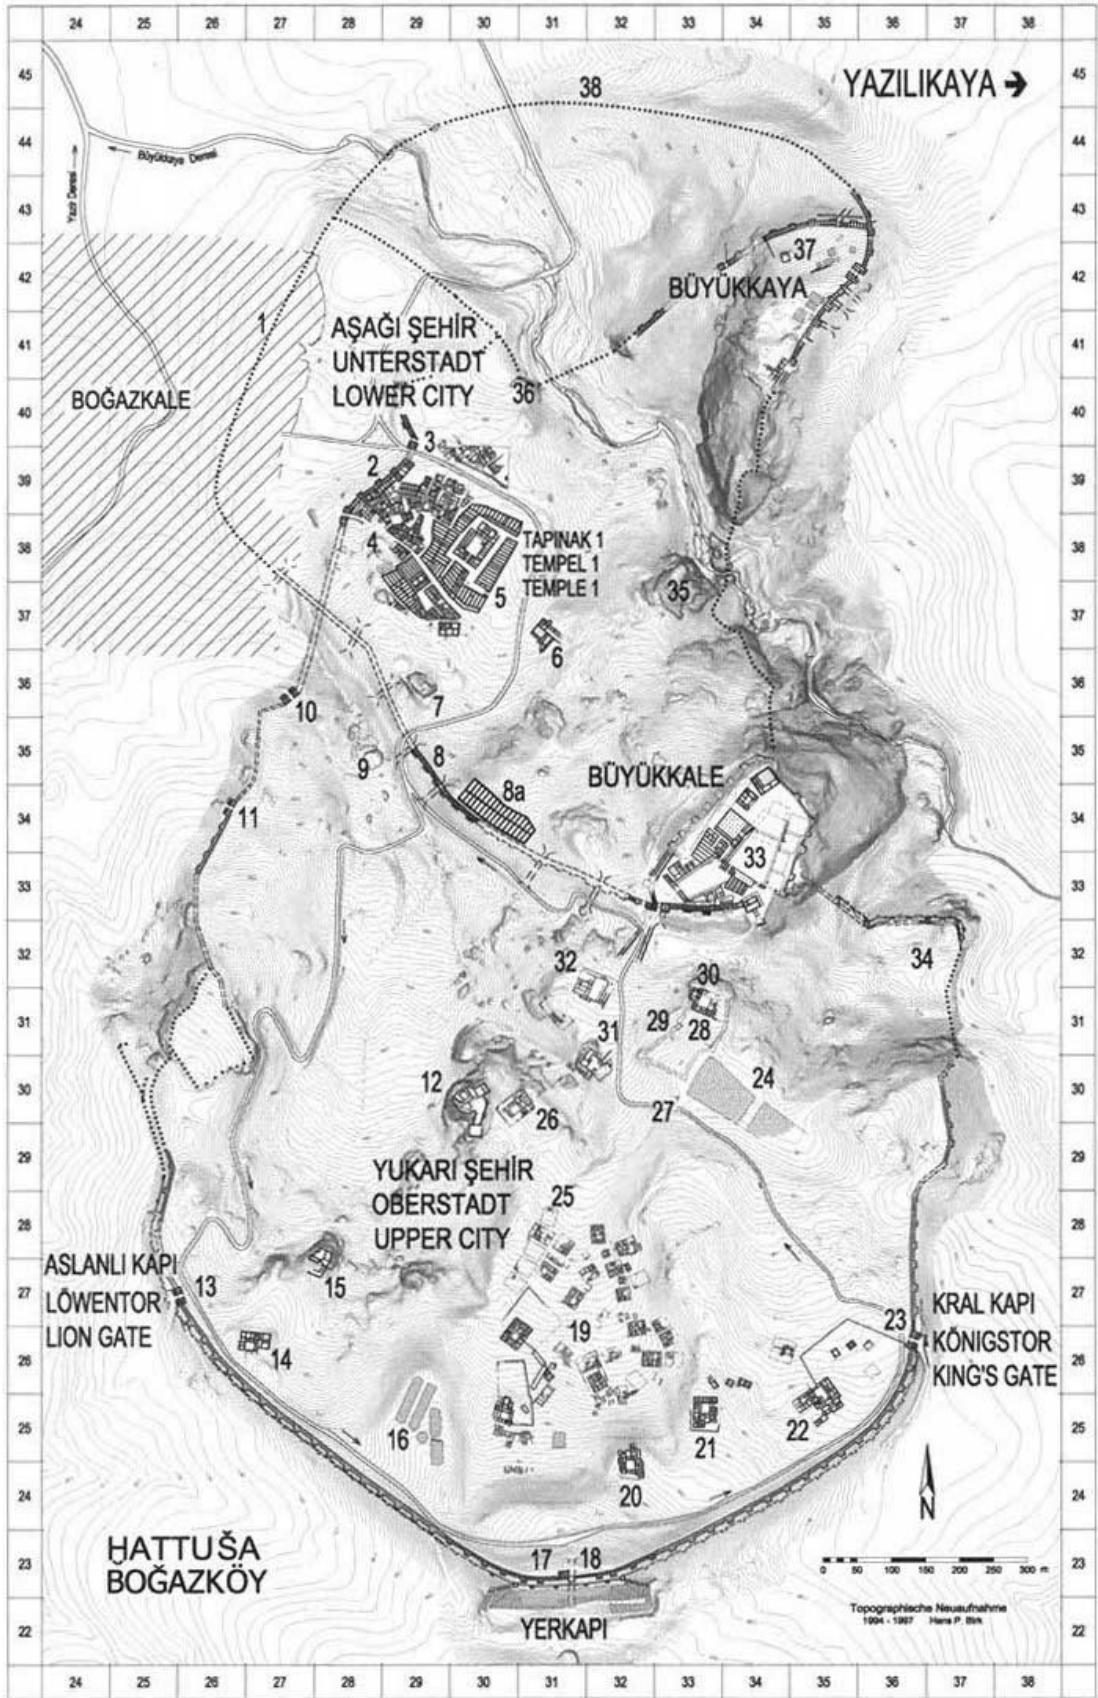 24 25 26 27 28 29 30 31 32 33 34 35 36 37 38
45 45
44 44
43 43
42 42
41 41
40 40
39 39
38 38
37 37
36 36
35 35
34 34
33 33
32 32
31 31
30 30
29 29
28 28
27 27
26 26
25 25
24 24
23 23
22 22
24 25 26 27 28 29 30 31 32 33 34 35 36 37 38
YAZILIKAYA →
38
Büyükkaya Deresi
Yazir Deresi
37
BÜYÜKKAYA
1
AŞAĞI ŞEHİR
UNTERSTADT
LOWER CITY
BOĞAZKALE
36
3
2
4
TAPINAK 1
TEMPEL 1
TEMPLE 1
5
35
6
7
10
9
8
8a
BÜYÜKKALE
11
33
32
34
30
29
28
31
12
26
27
24
YUKARI ŞEHİR
OBERSTADT
UPPER CITY
25
ASLANLI KAPI
LÖWENTOR
LION GATE
13
15
14
19
23
KRAL KAPI
KÖNIGSTOR
KING'S GATE
16
21
22
20
N
17
18
ḪATTUŠA
BOĞAZKÖY
YERKAPI
0 50 100 200 300 m
Topographische Neuaufnahme
1994 - 1997 Hans P. Birk